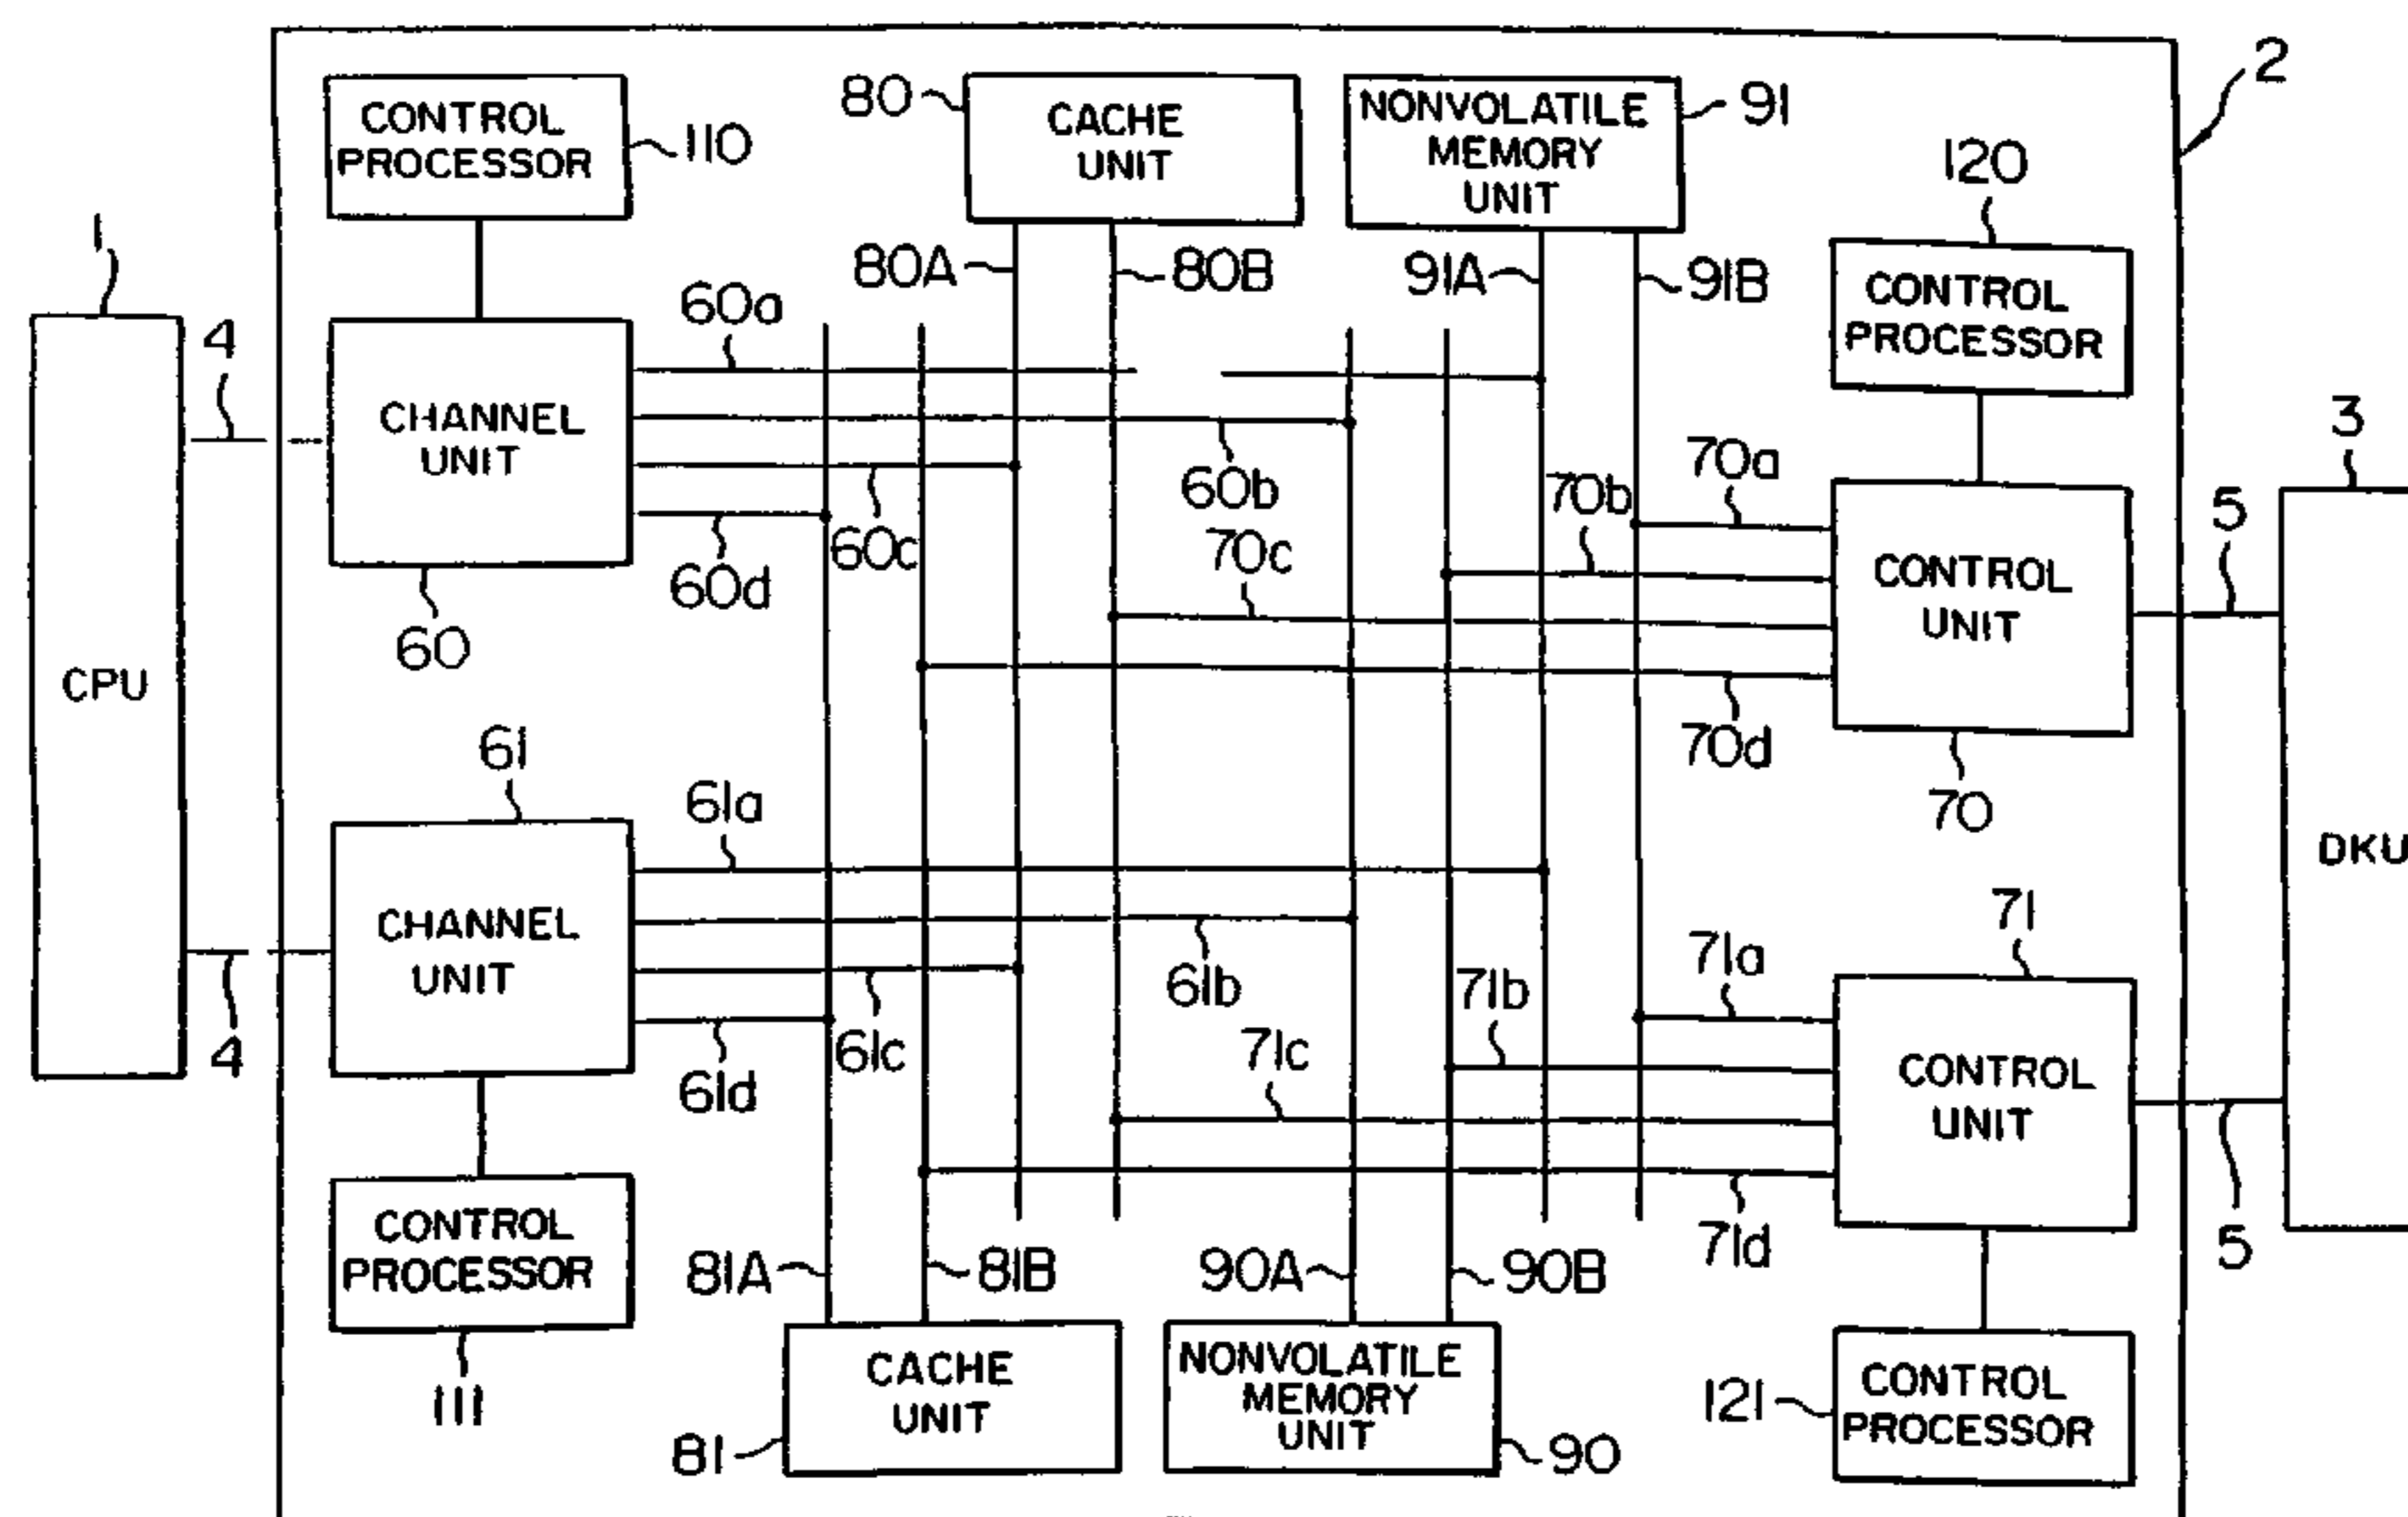 2
CONTROL
PROCESSOR
110
80
CACHE
UNIT
NONVOLATILE
MEMORY
UNIT
91
120
CONTROL
PROCESSOR
1
80A
80B
91A
91B
60a
4
CHANNEL
UNIT
60b
60c
60d
60
70a
70b
70c
70d
CONTROL
UNIT
70
5
3
CPU
DKU
61
61a
CHANNEL
UNIT
61b
61c
61d
4
71
71a
71b
71c
71d
CONTROL
UNIT
5
CONTROL
PROCESSOR
111
81A
81B
90A
90B
CACHE
UNIT
81
NONVOLATILE
MEMORY
UNIT
90
121
CONTROL
PROCESSOR